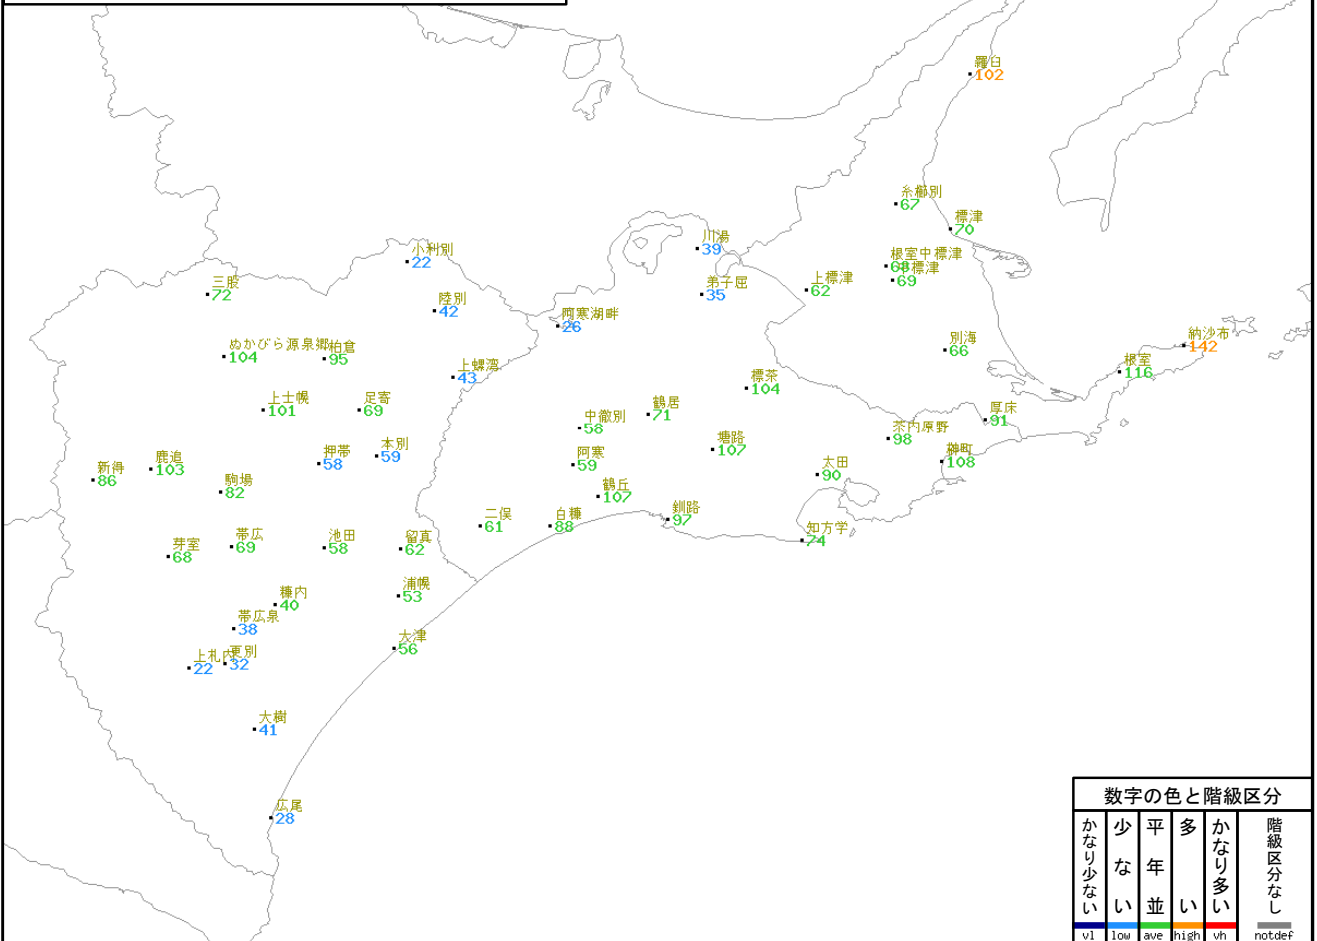 羅臼
102
糸櫛別
67
標津
70
川湯
39
小利別
22
根室中標津
中標津
69
上標津
62
三股
72
弟子屈
35
陸別
42
阿寒湖畔
26
納沙布
142
別海
66
ぬかびら源泉郷
104
柏倉
95
根室
116
上螺湾
43
標茶
104
上士幌
101
足寄
69
鶴居
71
厚床
91
中徹別
58
茶内原野
98
塘路
107
本別
59
押帯
58
鹿追
103
新得
86
阿寒
59
太田
90
榊町
108
駒場
82
鶴丘
107
釧路
97
二俣
61
白糠
88
知方学
74
芽室
68
帯広
69
池田
58
留真
62
浦幌
53
糠内
40
帯広泉
38
大津
56
上札内
22
更別
32
大樹
41
広尾
28
数字の色と階級区分
かなり少ない
少ない
平年並
多い
かなり多い
階級区分なし
vl
low
ave
high
vh
notdef